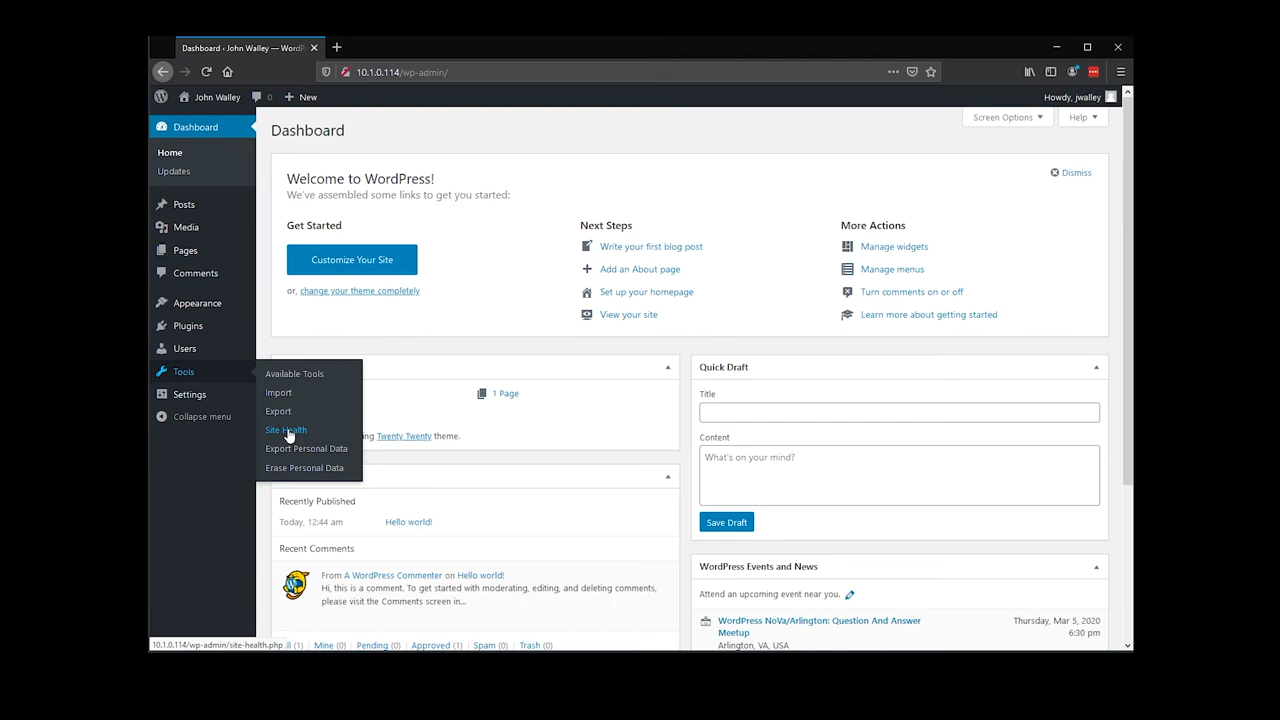 Dashboard ‹ John Walley — WordPr
10.1.0.114/wp-admin/
John Walley 0 New
Howdy, jwalley
Dashboard
Home
Updates
Posts
Media
Pages
Comments
Appearance
Plugins
Users
Tools
Settings
Collapse menu
Available Tools
Import
Export
Site Health
Export Personal Data
Erase Personal Data
Dashboard
Screen Options
Help
Welcome to WordPress!
We've assembled some links to get you started:
Dismiss
Get Started
Customize Your Site
or, change your theme completely
Next Steps
Write your first blog post
Add an About page
Set up your homepage
View your site
More Actions
Manage widgets
Manage menus
Turn comments on or off
Learn more about getting started
1 Page
Twenty Twenty theme.
Recently Published
Today, 12:44 am Hello world!
Recent Comments
From A WordPress Commenter on Hello world!
Hi, this is a comment. To get started with moderating, editing, and deleting comments,
please visit the Comments screen in...
(1) Mine (0) Pending (0) Approved (1) Spam (0) Trash (0)
Quick Draft
Title
Content
What's on your mind?
Save Draft
WordPress Events and News
Attend an upcoming event near you.
WordPress NoVa/Arlington: Question And Answer
Meetup
Arlington, VA, USA
Thursday, Mar 5, 2020
6:30 pm
10.1.0.114/wp-admin/site-health.php